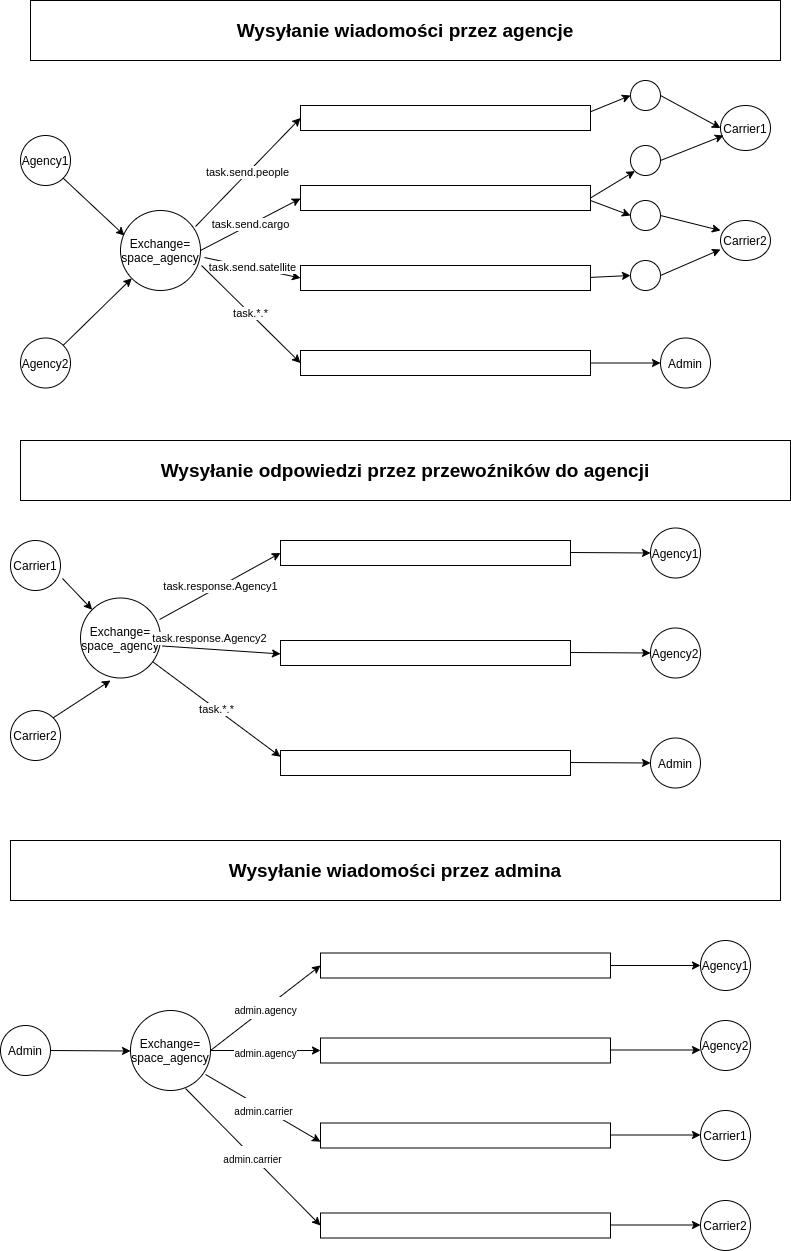 Wysyłanie wiadomości przez agencje
Carrier1
Agency1
task.send.people
task.send.cargo
Carrier2
Exchange=
space_agency
task.send.satellite
task.*.*
Agency2
Admin
Wysyłanie odpowiedzi przez przewoźników do agencji
Carrier1
Agency1
task.response.Agency1
Exchange=
space_agency
task.response.Agency2
Agency2
task.*.*
Carrier2
Admin
Wysyłanie wiadomości przez admina
Agency1
admin.agency
Admin
Exchange=
space_agency
admin.agency
Agency2
admin.carrier
Carrier1
admin.carrier
Carrier2